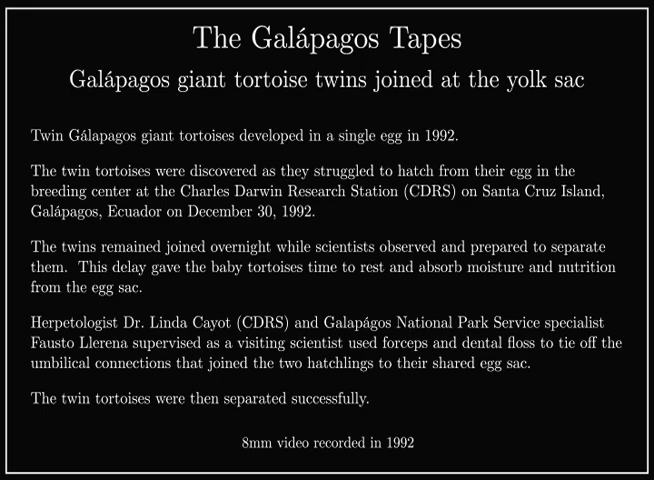 The Galápagos Tapes
Galápagos giant tortoise twins joined at the yolk sac
Twin Gálapagos giant tortoises developed in a single egg in 1992.
The twin tortoises were discovered as they struggled to hatch from their egg in the
breeding center at the Charles Darwin Research Station (CDRS) on Santa Cruz Island,
Galápagos, Ecuador on December 30, 1992.
The twins remained joined overnight while scientists observed and prepared to separate
them. This delay gave the baby tortoises time to rest and absorb moisture and nutrition
from the egg sac.
Herpetologist Dr. Linda Cayot (CDRS) and Galapágos National Park Service specialist
Fausto Llerena supervised as a visiting scientist used forceps and dental floss to tie off the
umbilical connections that joined the two hatchlings to their shared egg sac.
The twin tortoises were then separated successfully.
8mm video recorded in 1992